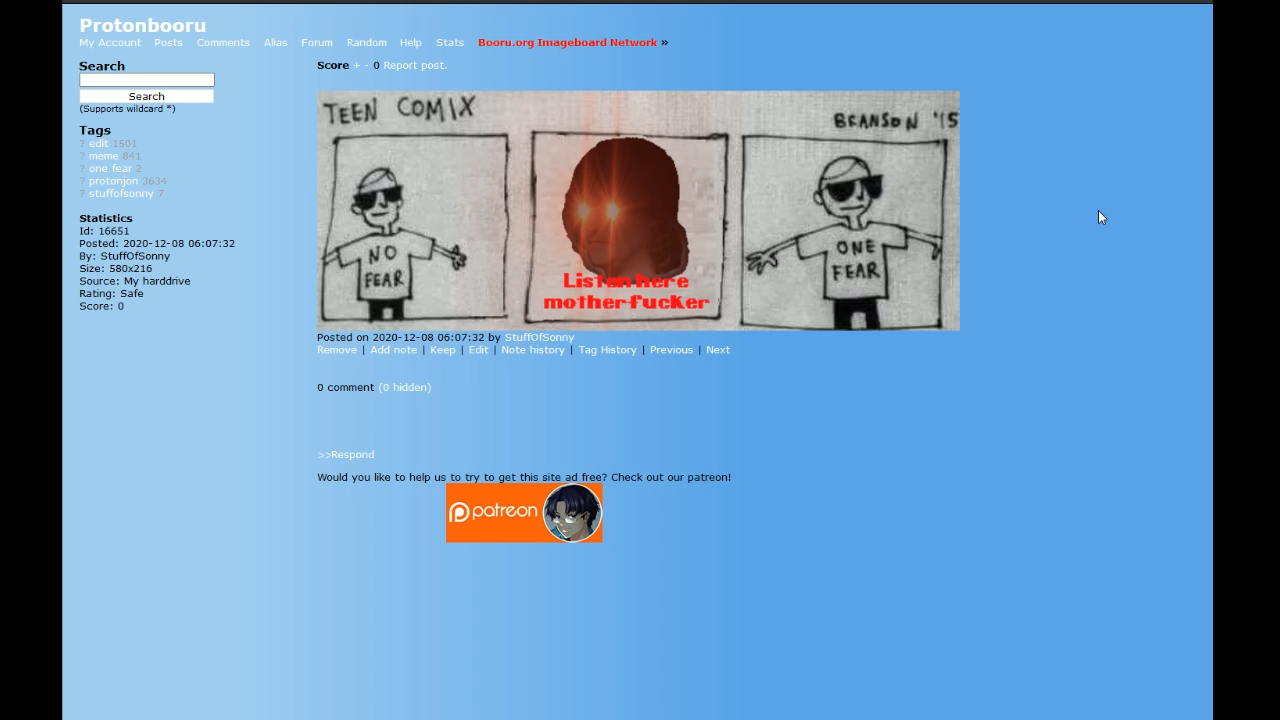 Protonbooru
My Account Posts Comments Alias Forum Random Help Stats Booru.org Imageboard Network »
Search
Search
(Supports wildcard *)
Tags
? edit 1501
? meme 841
? one fear 2
? protonjon 3634
? stuffofsonny 7
Statistics
Id: 16651
Posted: 2020-12-08 06:07:32
By: StuffOfSonny
Size: 580x216
Source: My harddrive
Rating: Safe
Score: 0
Score + - 0 Report post.
TEEN COMIX
BRANSON '15
NO
FEAR
Listen here
mother-fucker
ONE
FEAR
Posted on 2020-12-08 06:07:32 by StuffOfSonny
Remove | Add note | Keep | Edit | Note history | Tag History | Previous | Next
0 comment (0 hidden)
>>Respond
Would you like to help us to try to get this site ad free? Check out our patreon!
patreon